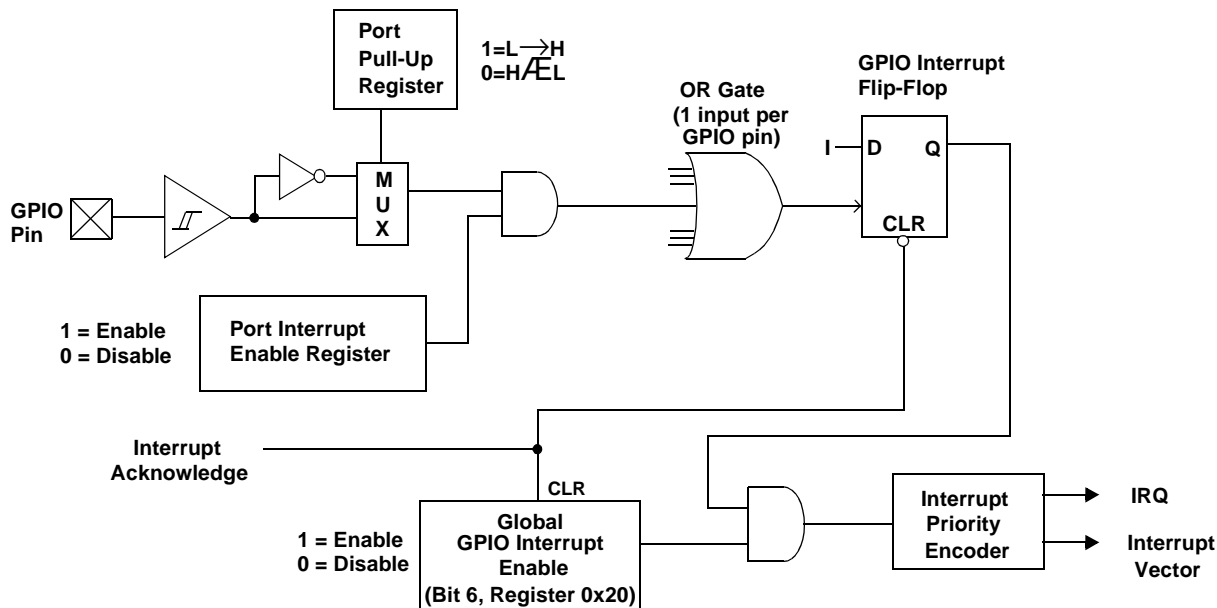 Port
Pull-Up
Register
1=L→H
0=HÆL
GPIO Interrupt
Flip-Flop
OR Gate
(1 input per
GPIO pin)
I
D
Q
CLR
M
U
X
GPIO
Pin
1 = Enable
0 = Disable
Port Interrupt
Enable Register
Interrupt
Acknowledge
CLR
1 = Enable
0 = Disable
Global
GPIO Interrupt
Enable
(Bit 6, Register 0x20)
Interrupt
Priority
Encoder
IRQ
Interrupt
Vector